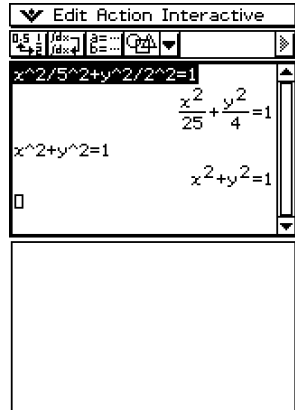 Edit Action Interactive
x^2/5^2+y^2/2^2=1
x²/25+y²/4=1
x^2+y^2=1
x²+y²=1